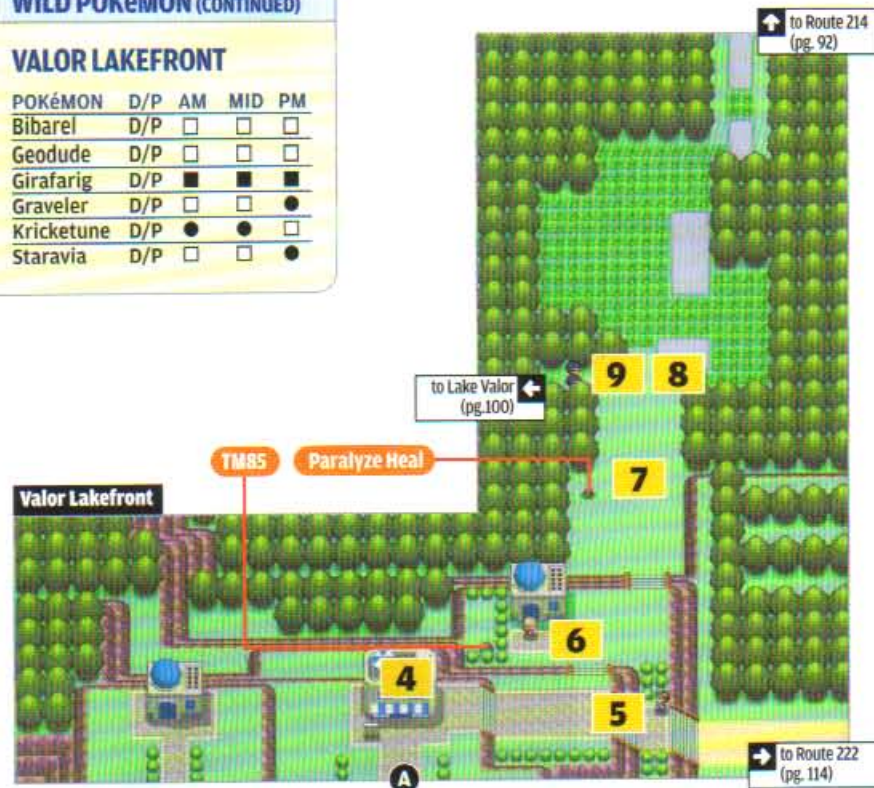 WILD POKéMON (CONTINUED)
VALOR LAKEFRONT
POKéMON D/P AM MID PM
Bibarel D/P □ □ □
Geodude D/P □ □ □
Girafarig D/P ■ ■ ■
Graveler D/P □ □ ●
Kricketune D/P ● ● □
Staravia D/P □ □ ●
↑ to Route 214
(pg. 92)
9 8
to Lake Valor ←
(pg.100)
TM85 Paralyze Heal
7
Valor Lakefront
6
4
5
A
→ to Route 222
(pg. 114)